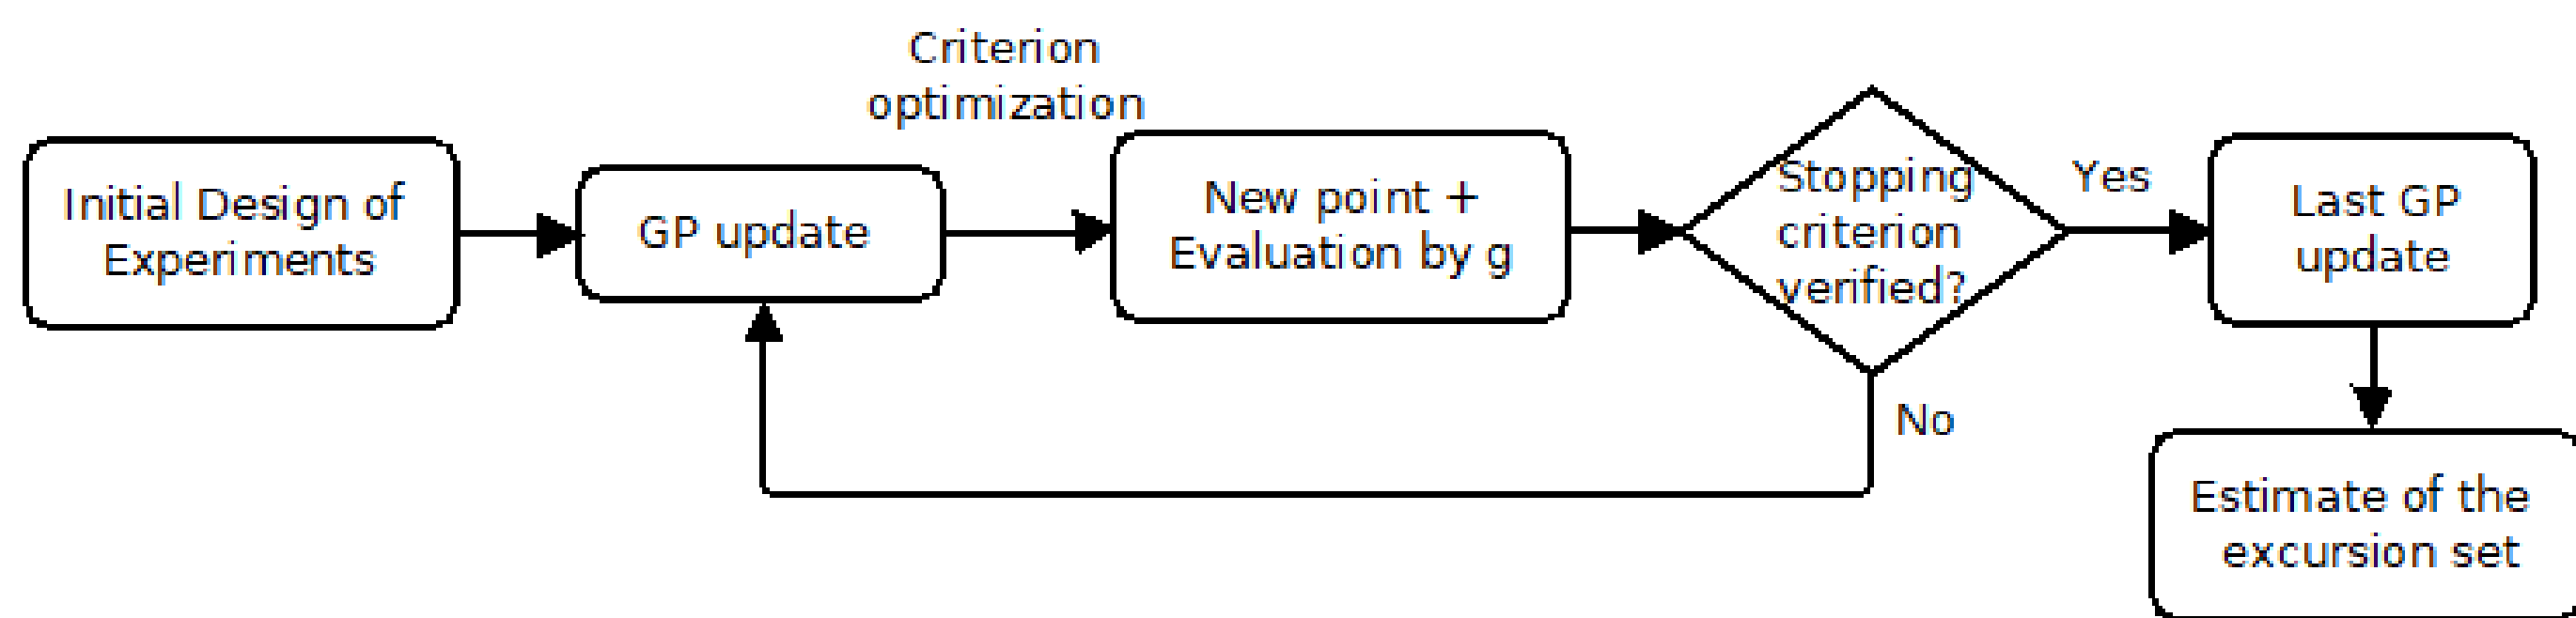 Initial Design of
Experiments
GP update
Criterion
optimization
New point +
Evaluation by g
Stopping
criterion
verified?
Yes
No
Last GP
update
Estimate of the
excursion set